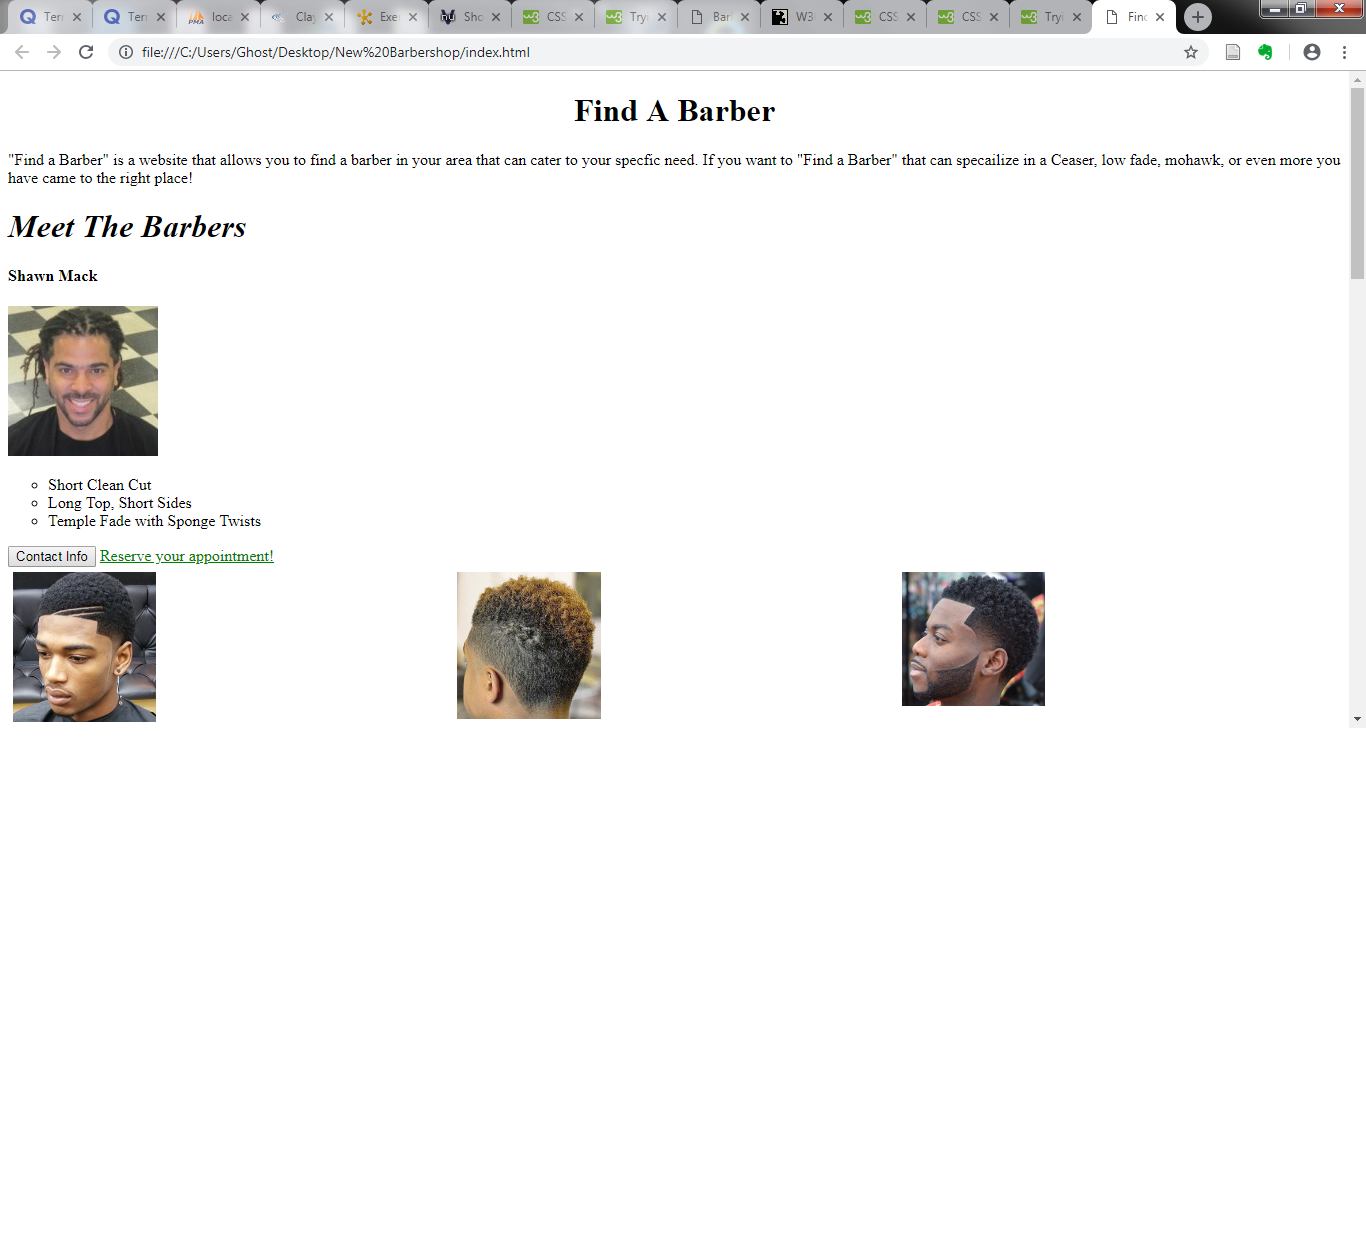 Terr
Terr
loca
Clay
Exe
Sho
CSS
Try
Bar
W3
CSS
CSS
Try
Find
file:///C:/Users/Ghost/Desktop/New%20Barbershop/index.html
Find A Barber
"Find a Barber" is a website that allows you to find a barber in your area that can cater to your specfic need. If you want to "Find a Barber" that can specailize in a Ceaser, low fade, mohawk, or even more you
have came to the right place!
Meet The Barbers
Shawn Mack
Short Clean Cut
Long Top, Short Sides
Temple Fade with Sponge Twists
Contact Info Reserve your appointment!